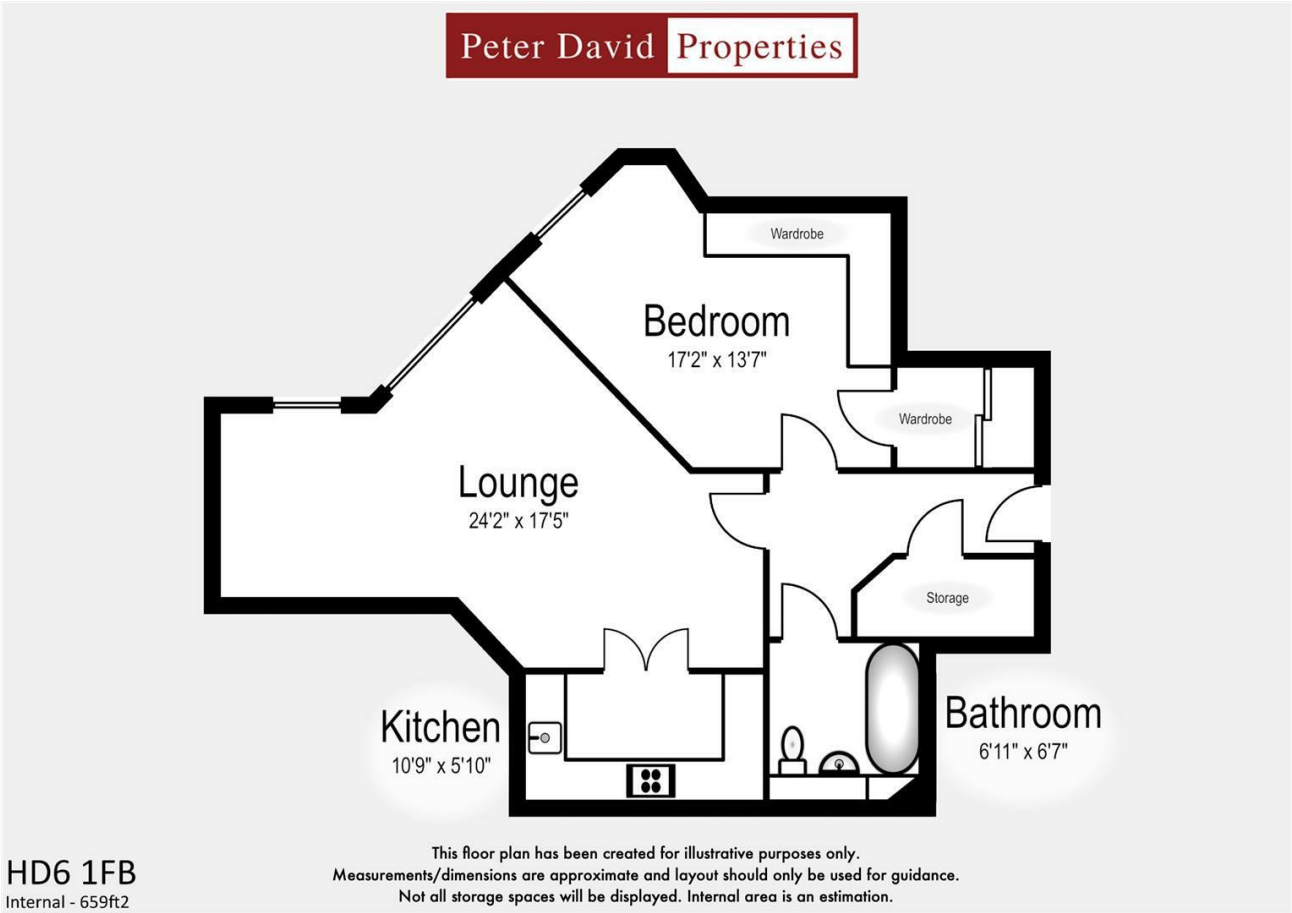 Peter David Properties
Wardrobe
Bedroom
17'2" x 13'7"
Wardrobe
Lounge
24'2" x 17'5"
Storage
Kitchen
10'9" x 5'10"
Bathroom
6'11" x 6'7"
HD6 1FB
Internal - 659ft2
This floor plan has been created for illustrative purposes only.
Measurements/dimensions are approximate and layout should only be used for guidance.
Not all storage spaces will be displayed. Internal area is an estimation.